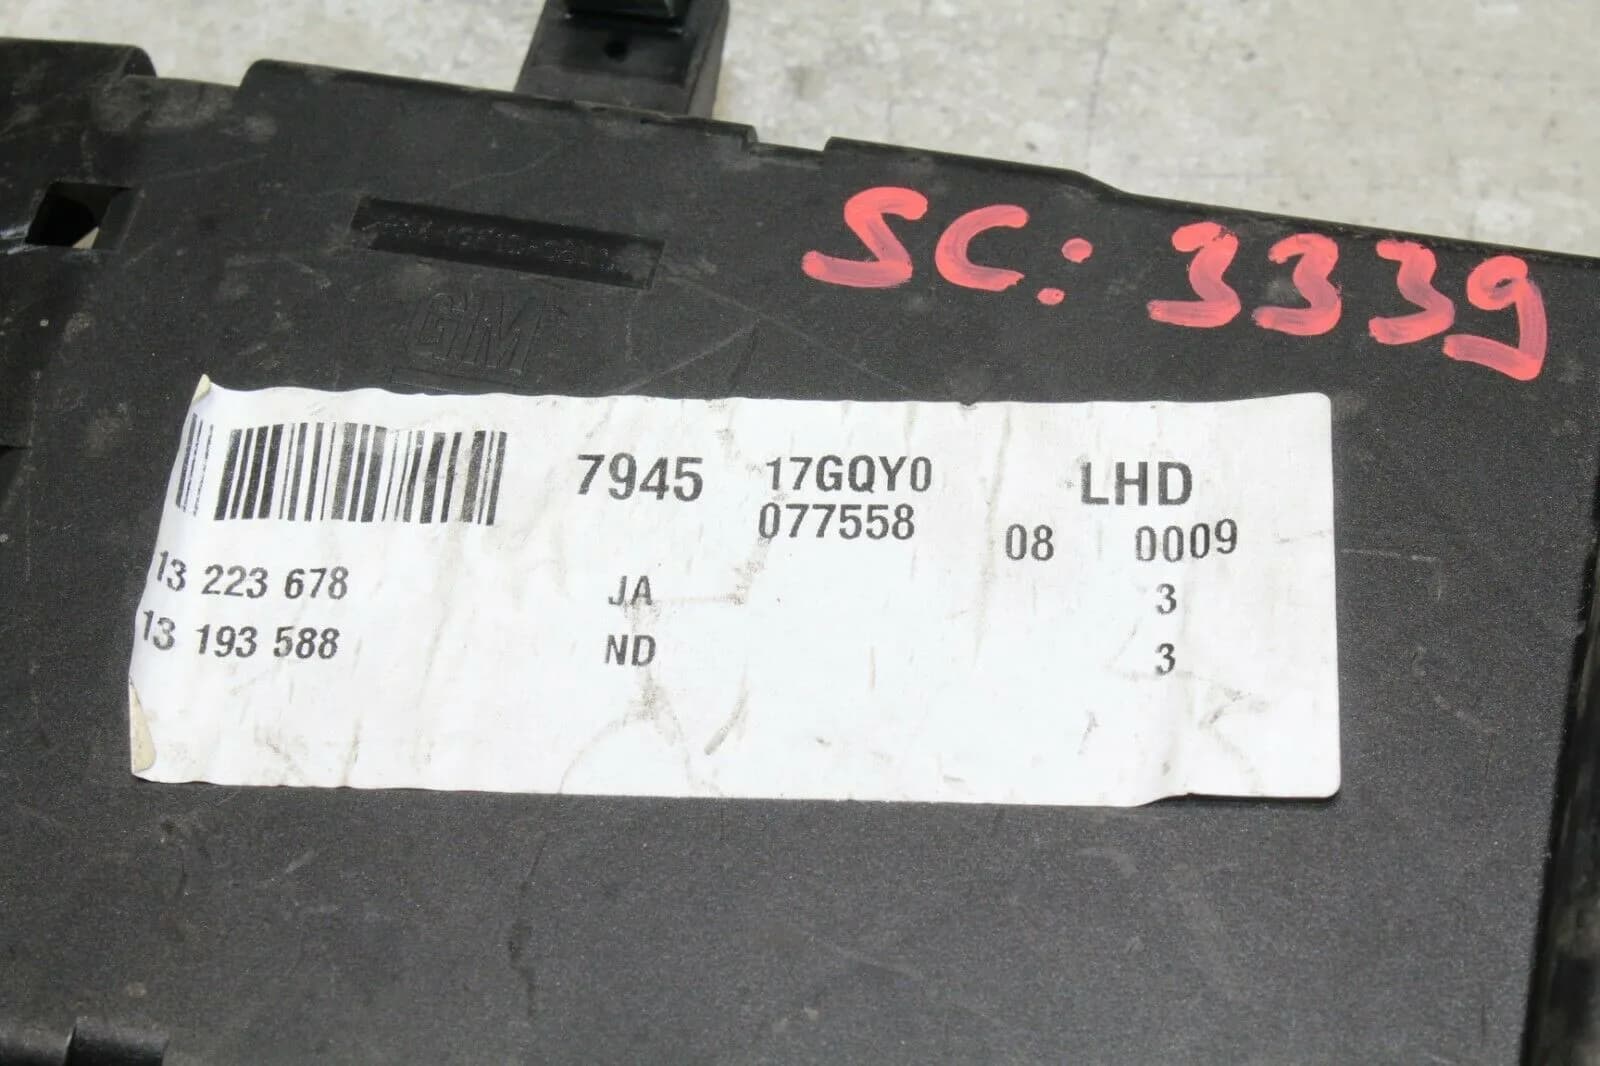 SC: 3339
GM
7945 17GQY0 LHD
077558 08 0009
13 223 678 JA 3
13 193 588 ND 3